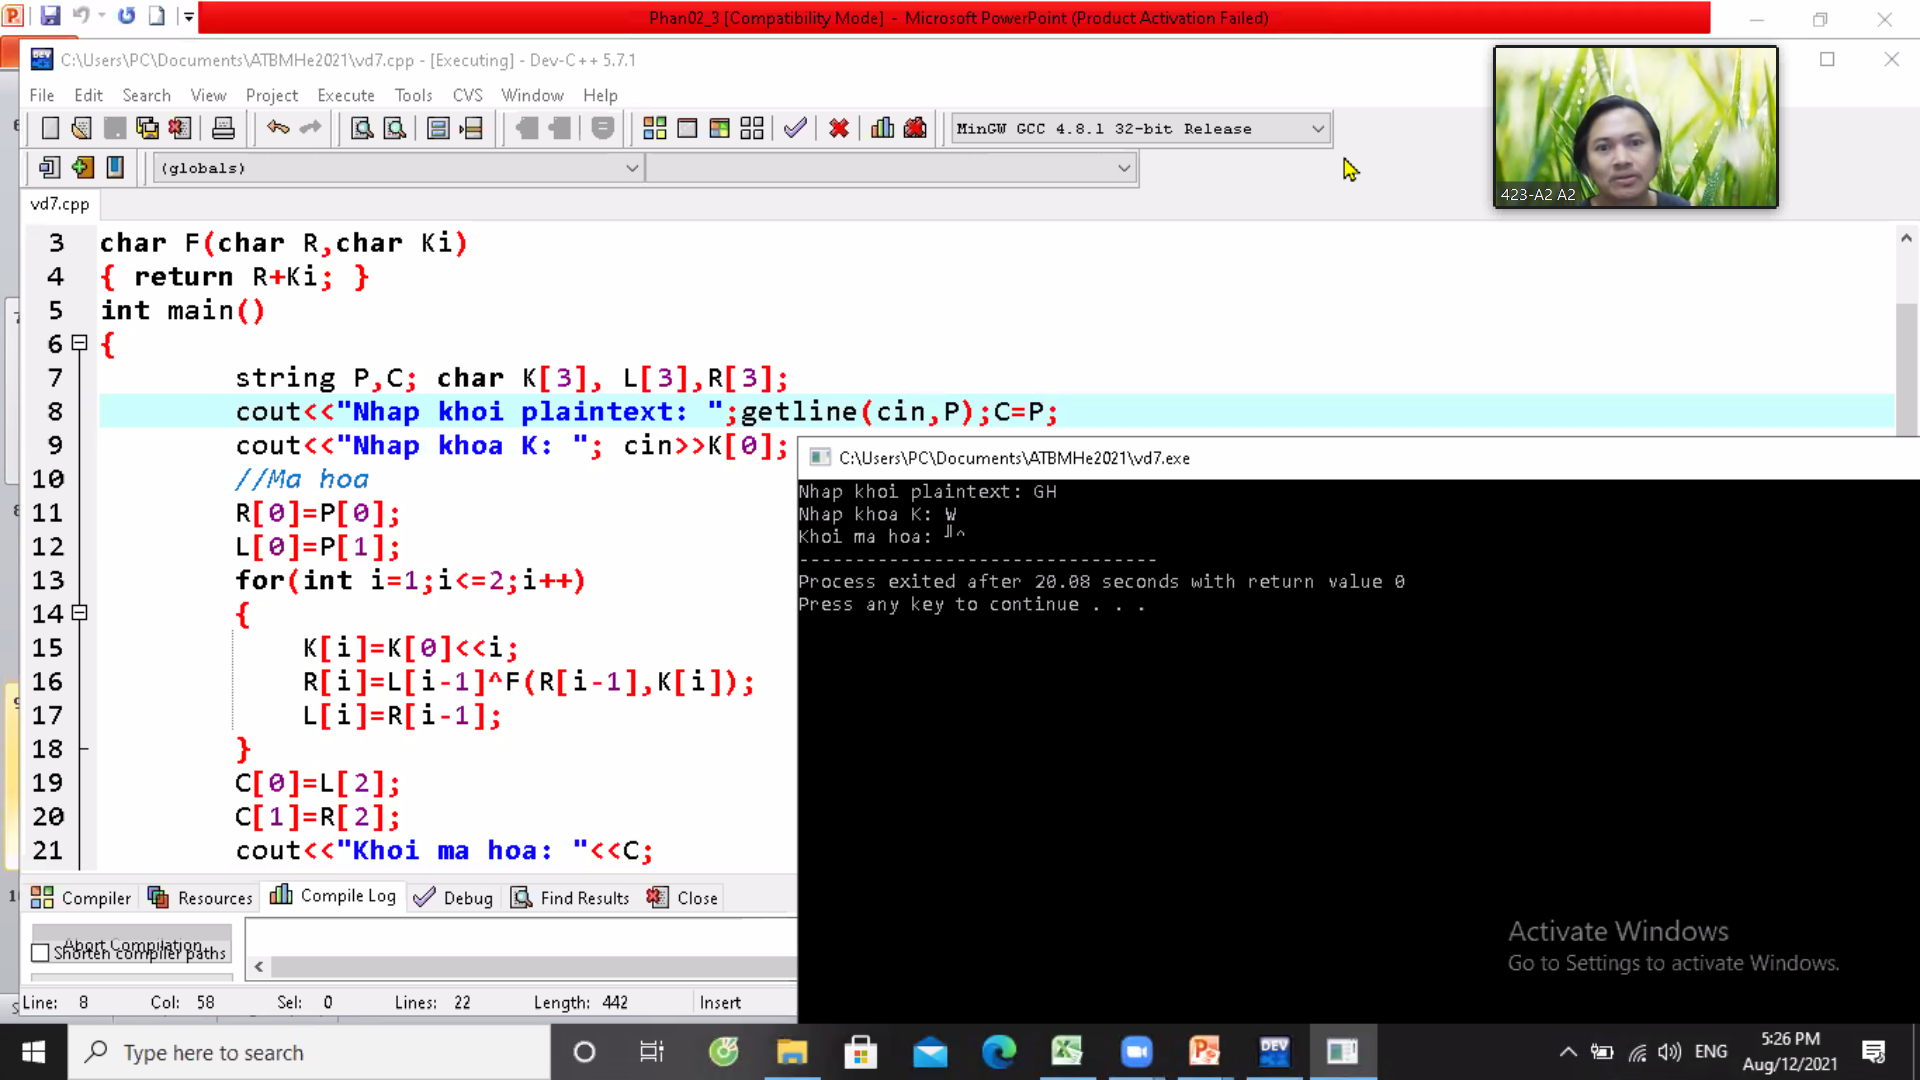 Phan02_3 [Compatibility Mode] - Microsoft PowerPoint (Product Activation Failed)
C:\Users\PC\Documents\ATBMHe2021\vd7.cpp - [Executing] - Dev-C++ 5.7.1
File Edit Search View Project Execute Tools CVS Window Help
MinGW GCC 4.8.1 32-bit Release
(globals)
423-A2 A2
vd7.cpp
3 char F(char R,char Ki)
4 { return R+Ki; }
5 int main()
6 {
7 string P,C; char K[3], L[3],R[3];
8 cout<<"Nhap khoi plaintext: ";getline(cin,P);C=P;
9 cout<<"Nhap khoa K: "; cin>>K[0];
10 //Ma hoa
11 R[0]=P[0];
12 L[0]=P[1];
13 for(int i=1;i<=2;i++)
14 {
15 K[i]=K[0]<<i;
16 R[i]=L[i-1]^F(R[i-1],K[i]);
17 L[i]=R[i-1];
18 }
19 C[0]=L[2];
20 C[1]=R[2];
21 cout<<"Khoi ma hoa: "<<C;
C:\Users\PC\Documents\ATBMHe2021\vd7.exe
Nhap khoi plaintext: GH
Nhap khoa K: W
Khoi ma hoa: ╝^
--------------------------------
Process exited after 20.08 seconds with return value 0
Press any key to continue . . .
Compiler Resources Compile Log Debug Find Results Close
Abort Compilation
Shorten compiler paths
Line: 8 Col: 58 Sel: 0 Lines: 22 Length: 442 Insert
Activate Windows
Go to Settings to activate Windows.
Type here to search
ENG
5:26 PM
Aug/12/2021